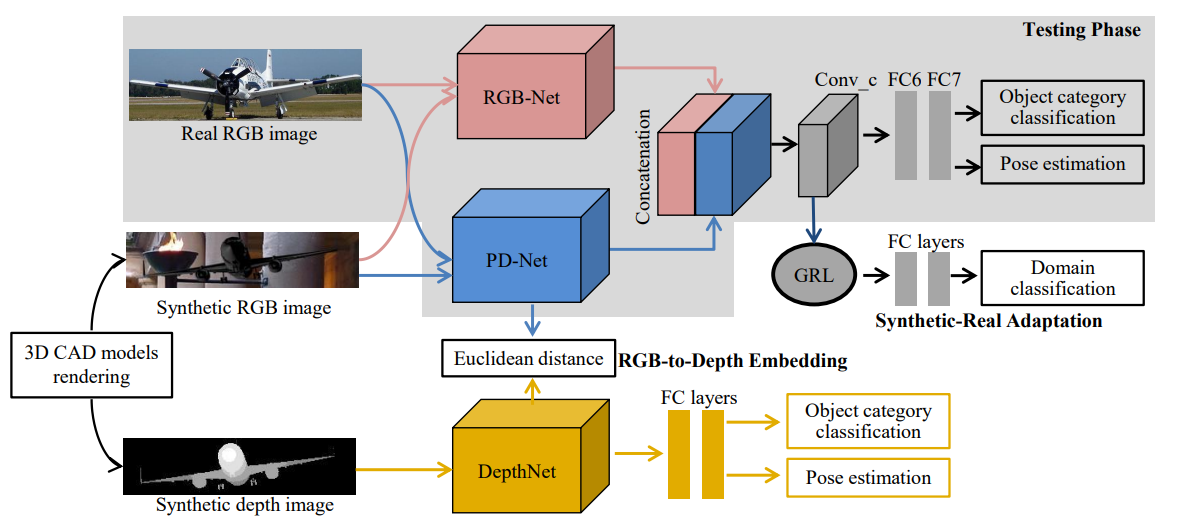 Testing Phase
Real RGB image
RGB-Net
Concatenation
Conv_c
FC6
FC7
Object category
classification
Pose estimation
Synthetic RGB image
PD-Net
GRL
FC layers
Domain
classification
Synthetic-Real Adaptation
3D CAD models
rendering
Euclidean distance
RGB-to-Depth Embedding
Synthetic depth image
DepthNet
FC layers
Object category
classification
Pose estimation